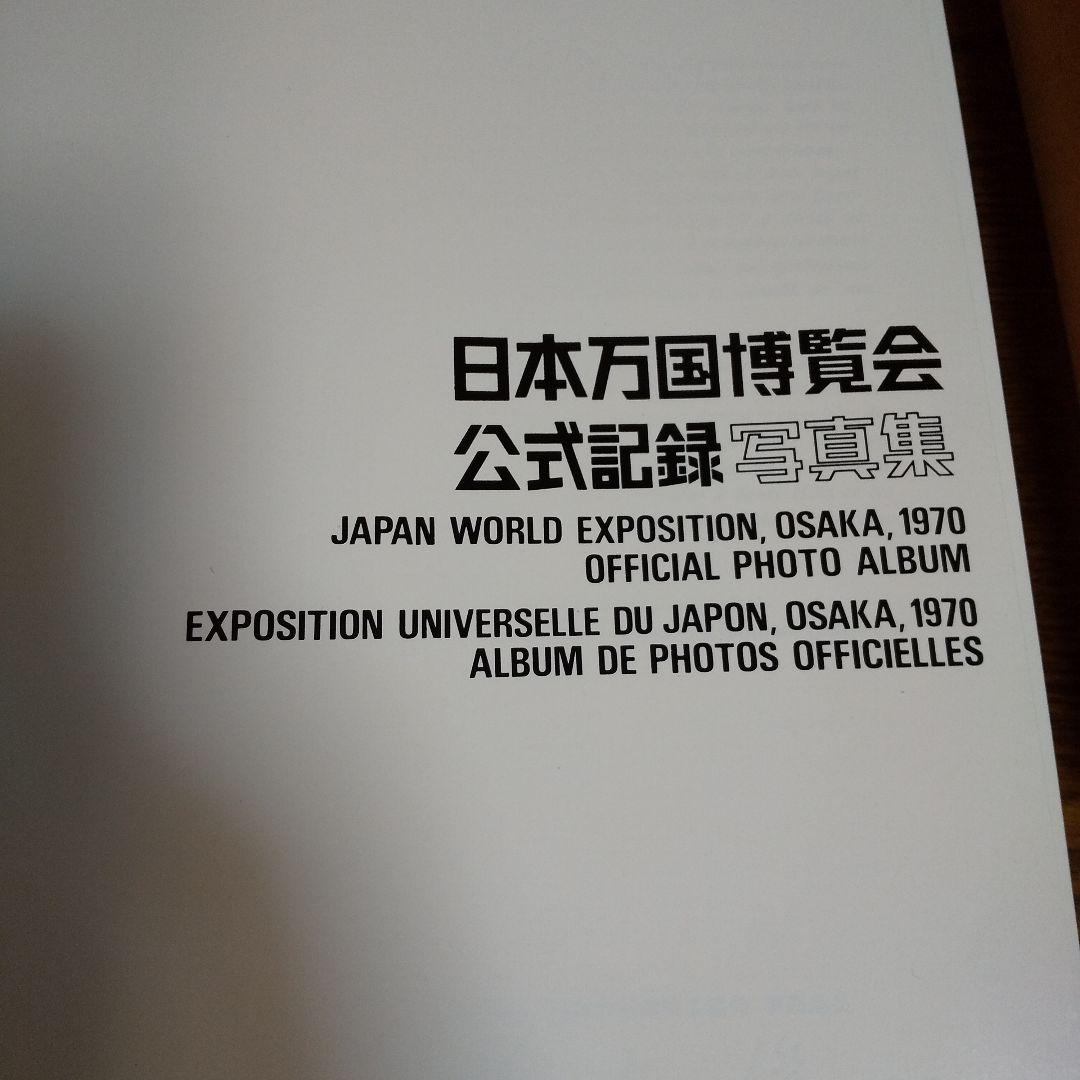 日本万国博覧会
公式記録写真集
JAPAN WORLD EXPOSITION, OSAKA, 1970
OFFICIAL PHOTO ALBUM
EXPOSITION UNIVERSELLE DU JAPON, OSAKA, 1970
ALBUM DE PHOTOS OFFICIELLES